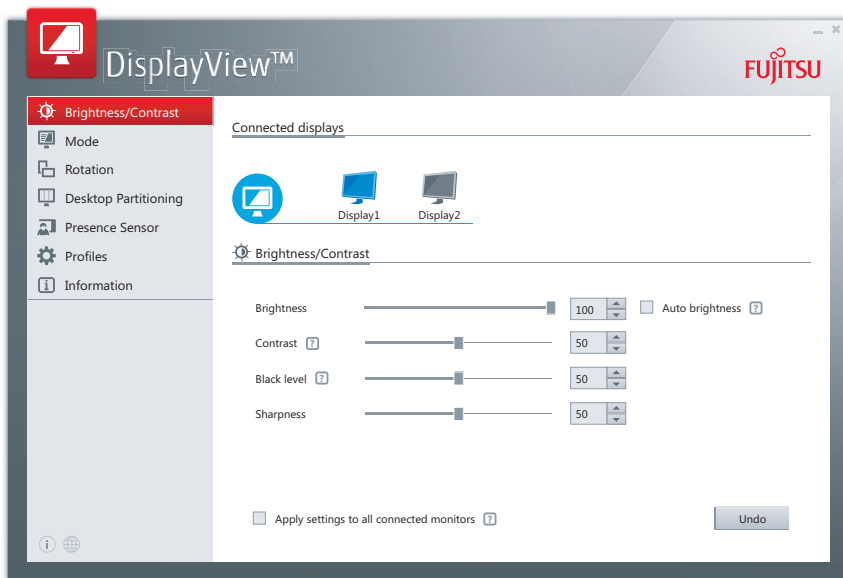 DisplayView™
FUJITSU
Brightness/Contrast
Mode
Rotation
Desktop Partitioning
Presence Sensor
Profiles
Information
Connected displays
Display1 Display2
Brightness/Contrast
Brightness 100 Auto brightness ?
Contrast ? 50
Black level ? 50
Sharpness 50
Apply settings to all connected monitors ? Undo